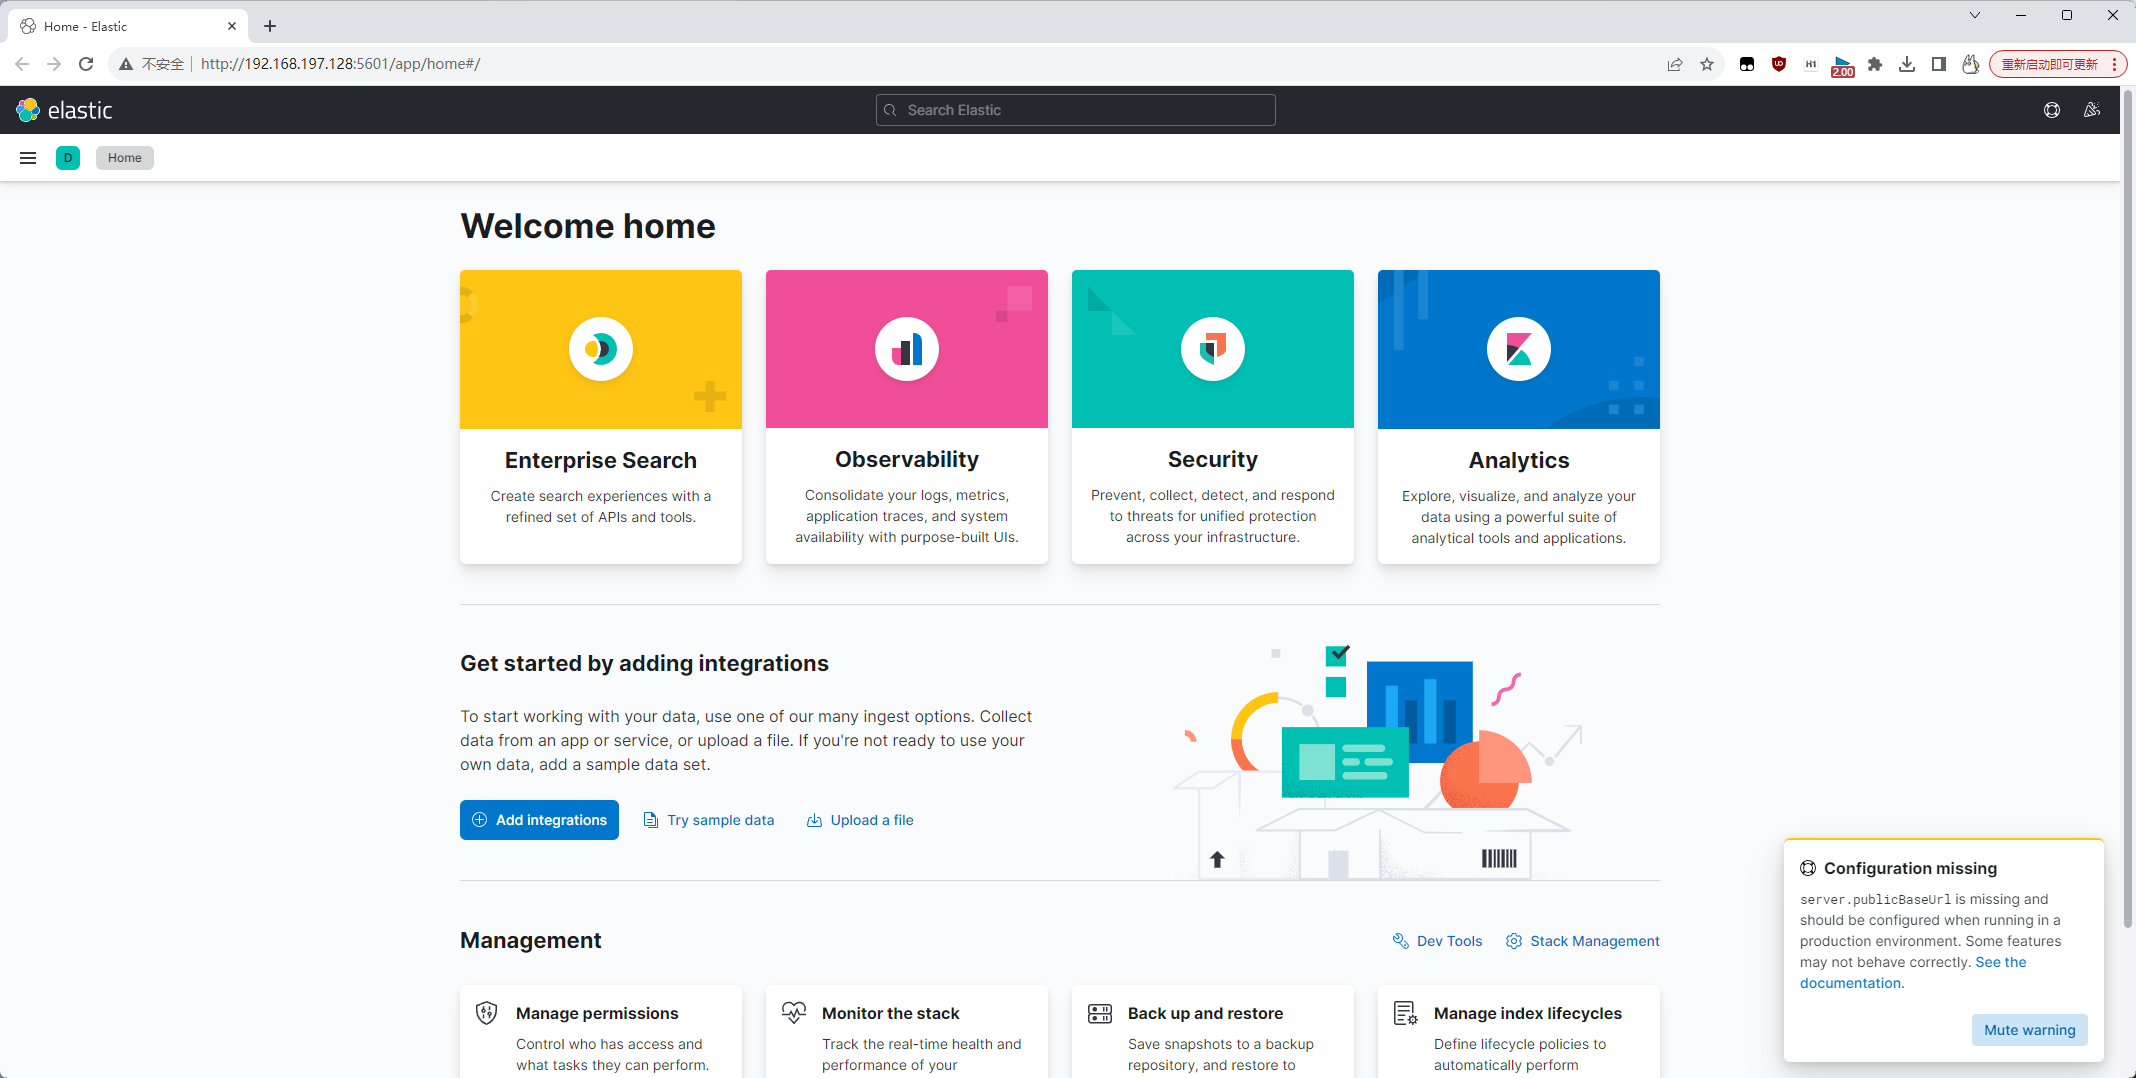 Home - Elastic
不安全
http://192.168.197.128:5601/app/home#/
H1
2.00
重新启动即可更新
elastic
Search Elastic
D
Home
Welcome home
Enterprise Search
Create search experiences with a
refined set of APIs and tools.
Observability
Consolidate your logs, metrics,
application traces, and system
availability with purpose-built UIs.
Security
Prevent, collect, detect, and respond
to threats for unified protection
across your infrastructure.
Analytics
Explore, visualize, and analyze your
data using a powerful suite of
analytical tools and applications.
Get started by adding integrations
To start working with your data, use one of our many ingest options. Collect
data from an app or service, or upload a file. If you're not ready to use your
own data, add a sample data set.
Add integrations
Try sample data
Upload a file
Management
Dev Tools
Stack Management
Manage permissions
Control who has access and
what tasks they can perform.
Monitor the stack
Track the real-time health and
performance of your
Back up and restore
Save snapshots to a backup
repository, and restore to
Manage index lifecycles
Define lifecycle policies to
automatically perform
Configuration missing
server.publicBaseUrl is missing and
should be configured when running in a
production environment. Some features
may not behave correctly. See the
documentation.
Mute warning